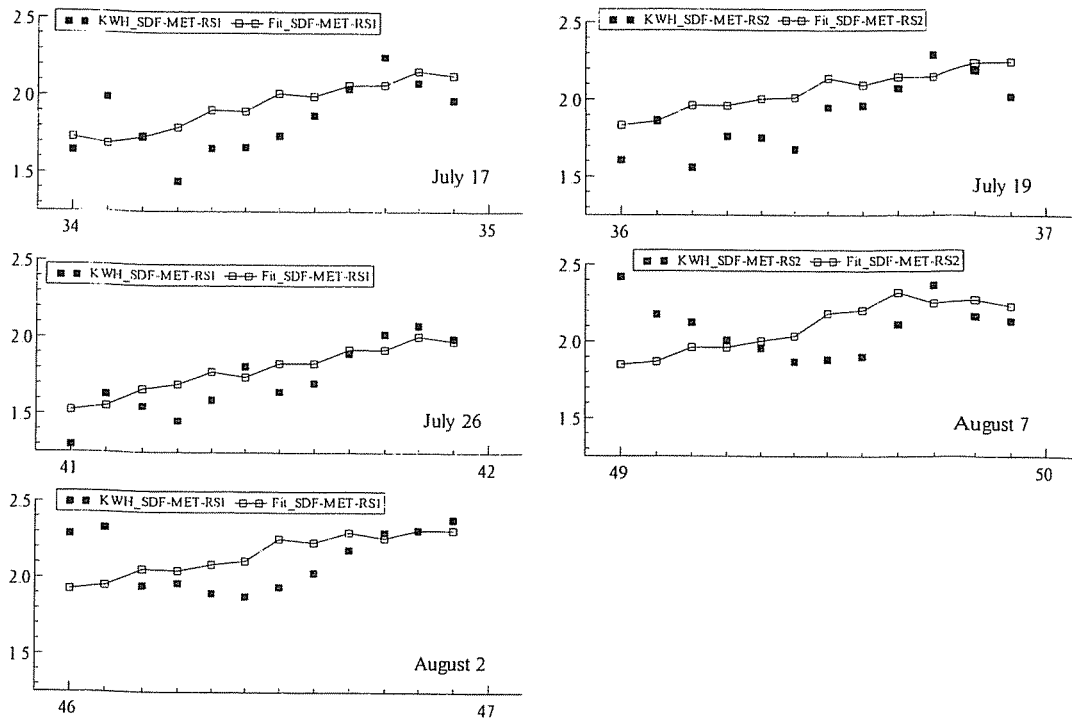 2.5
KWH_SDF-MET-RS1 Fit_SDF-MET-RS1
2.0
1.5
July 17
34 35
2.5
KWH_SDF-MET-RS2 Fit_SDF-MET-RS2
2.0
1.5
July 19
36 37
2.5
KWH_SDF-MET-RS1 Fit_SDF-MET-RS1
2.0
1.5
July 26
41 42
2.5
KWH_SDF-MET-RS2 Fit_SDF-MET-RS2
2.0
1.5
August 7
49 50
2.5
KWH_SDF-MET-RS1 Fit_SDF-MET-RS1
2.0
1 5
August 2
46 47